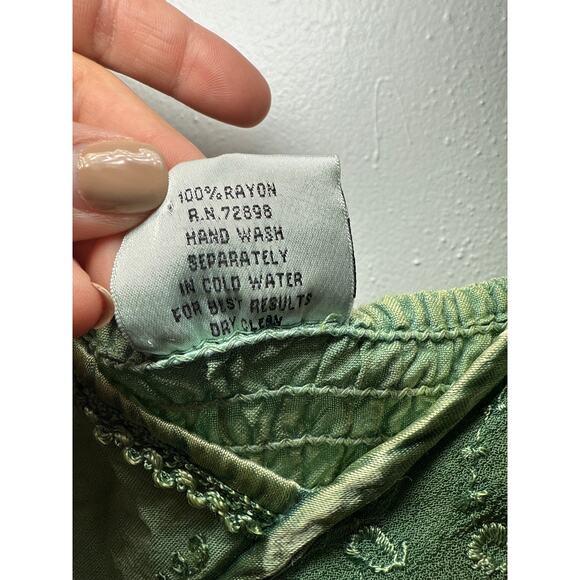 100% RAYON
R.N. 72898
HAND WASH
SEPARATELY
IN COLD WATER
FOR BEST RESULTS
DRY CLEAN